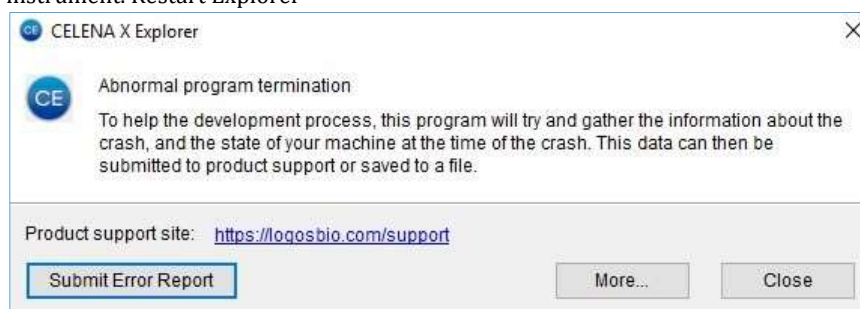 instrument. Restart Explorer
CE CELENA X Explorer
CE
Abnormal program termination
To help the development process, this program will try and gather the information about the
crash, and the state of your machine at the time of the crash. This data can then be
submitted to product support or saved to a file.
Product support site: https://logosbio.com/support
Submit Error Report More... Close